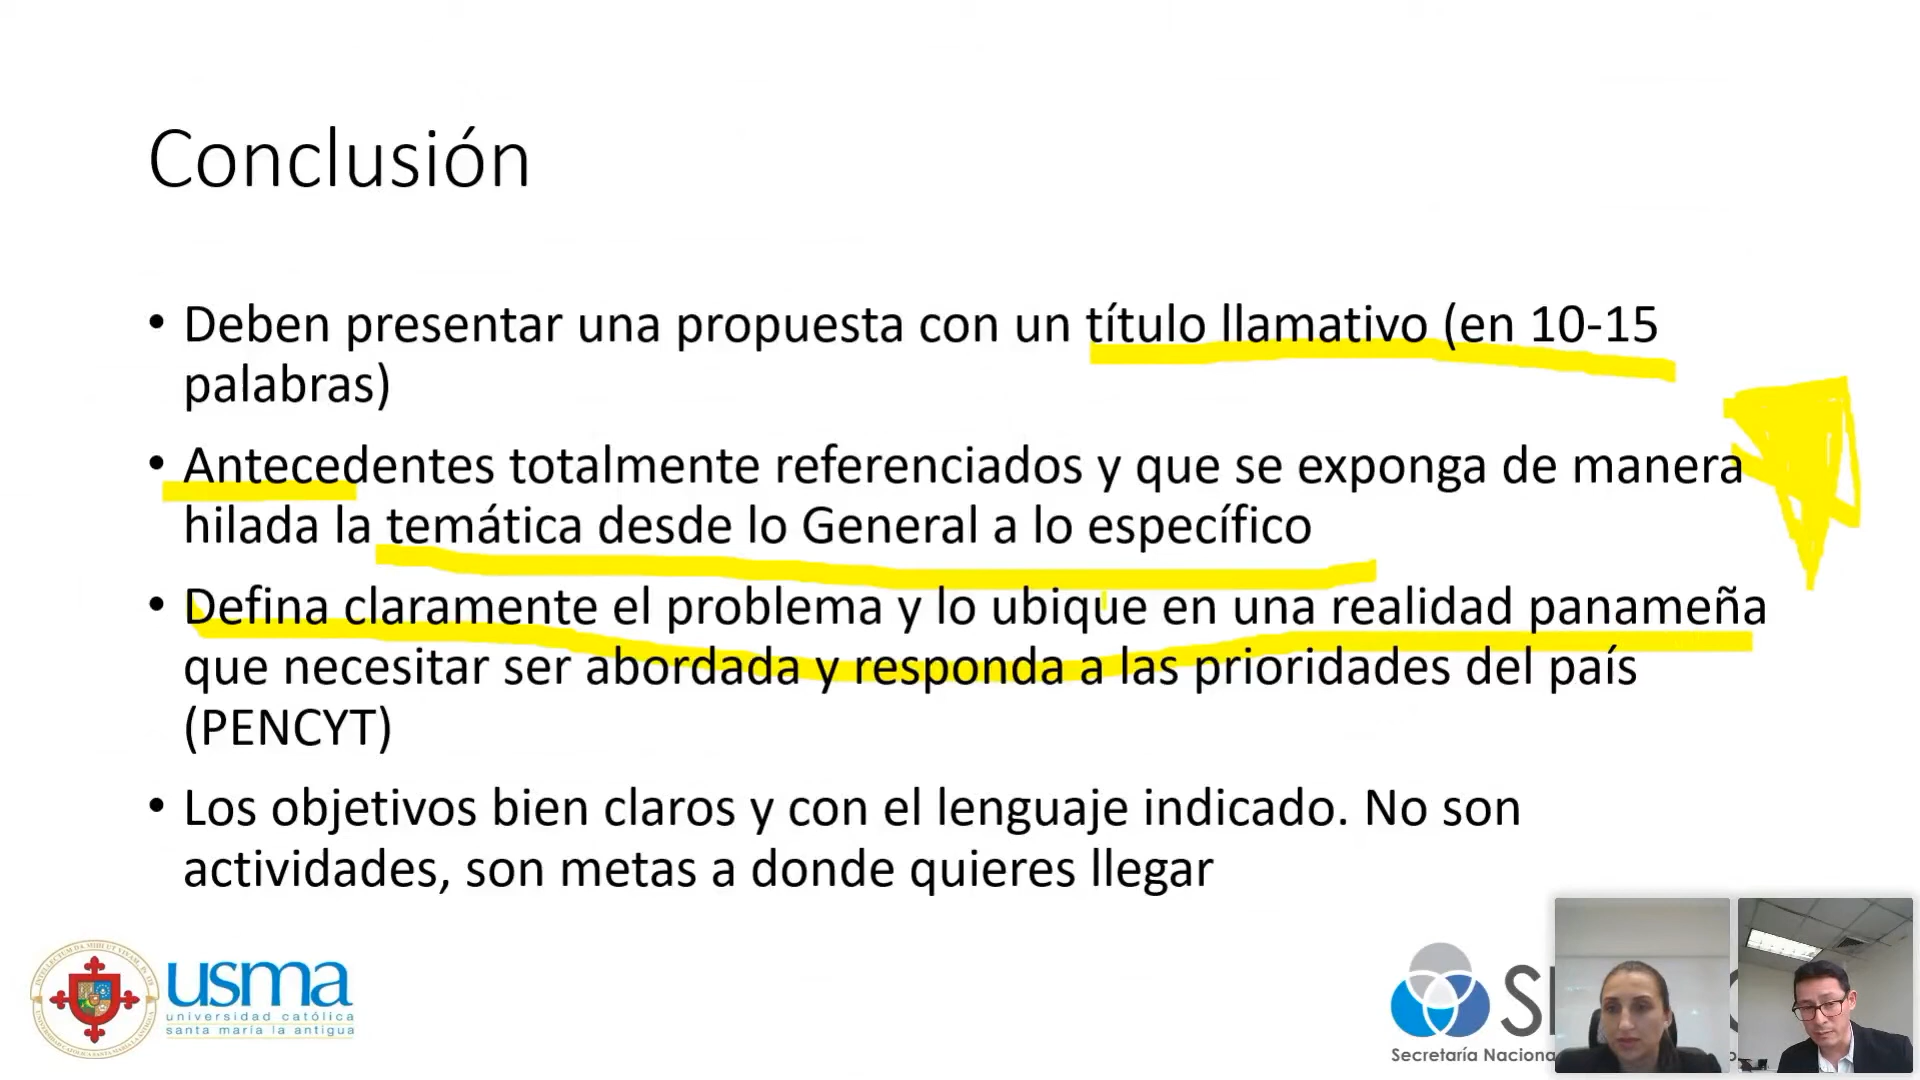 Conclusión
• Deben presentar una propuesta con un título llamativo (en 10-15
palabras)
• Antecedentes totalmente referenciados y que se exponga de manera
hilada la temática desde lo General a lo específico
• Defina claramente el problema y lo ubique en una realidad panameña
que necesitar ser abordada y responda a las prioridades del país
(PENCYT)
• Los objetivos bien claros y con el lenguaje indicado. No son
actividades, son metas a donde quieres llegar
usma
universidad católica
santa maría la antigua
Secretaría